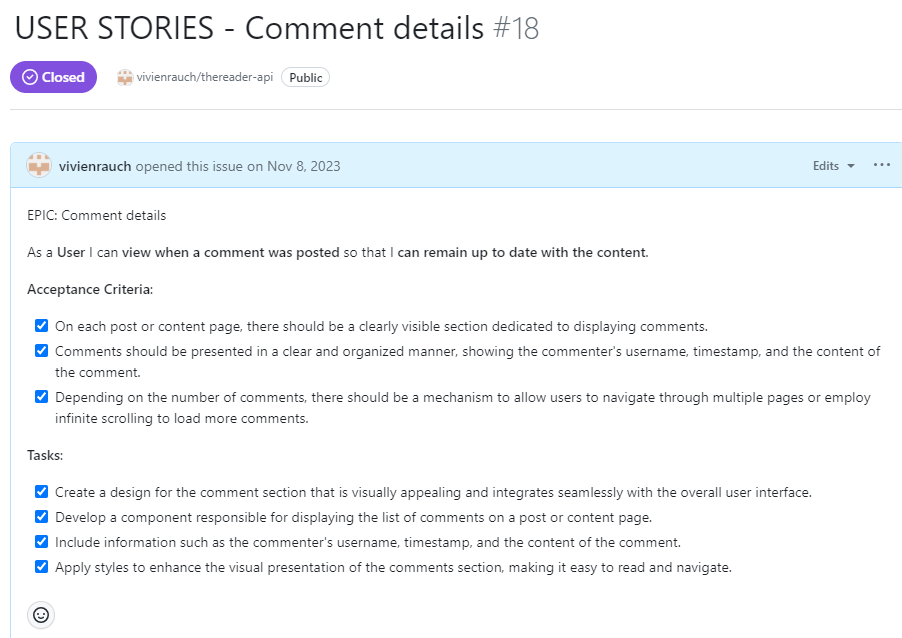 USER STORIES - Comment details #18
Closed vivienrauch/thereader-api Public
vivienrauch opened this issue on Nov 8, 2023 Edits
EPIC: Comment details
As a User I can view when a comment was posted so that I can remain up to date with the content.
Acceptance Criteria:
On each post or content page, there should be a clearly visible section dedicated to displaying comments.
Comments should be presented in a clear and organized manner, showing the commenter's username, timestamp, and the content of
the comment.
Depending on the number of comments, there should be a mechanism to allow users to navigate through multiple pages or employ
infinite scrolling to load more comments.
Tasks:
Create a design for the comment section that is visually appealing and integrates seamlessly with the overall user interface.
Develop a component responsible for displaying the list of comments on a post or content page.
Include information such as the commenter's username, timestamp, and the content of the comment.
Apply styles to enhance the visual presentation of the comments section, making it easy to read and navigate.